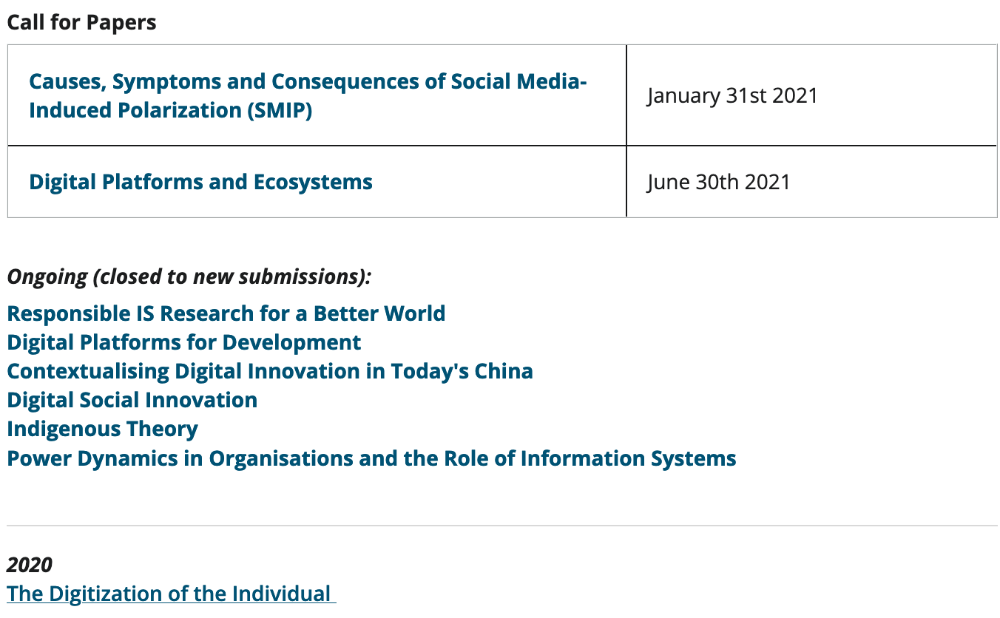 Call for Papers
Causes, Symptoms and Consequences of Social Media-
Induced Polarization (SMIP)
January 31st 2021
Digital Platforms and Ecosystems
June 30th 2021
Ongoing (closed to new submissions):
Responsible IS Research for a Better World
Digital Platforms for Development
Contextualising Digital Innovation in Today's China
Digital Social Innovation
Indigenous Theory
Power Dynamics in Organisations and the Role of Information Systems
2020
The Digitization of the Individual